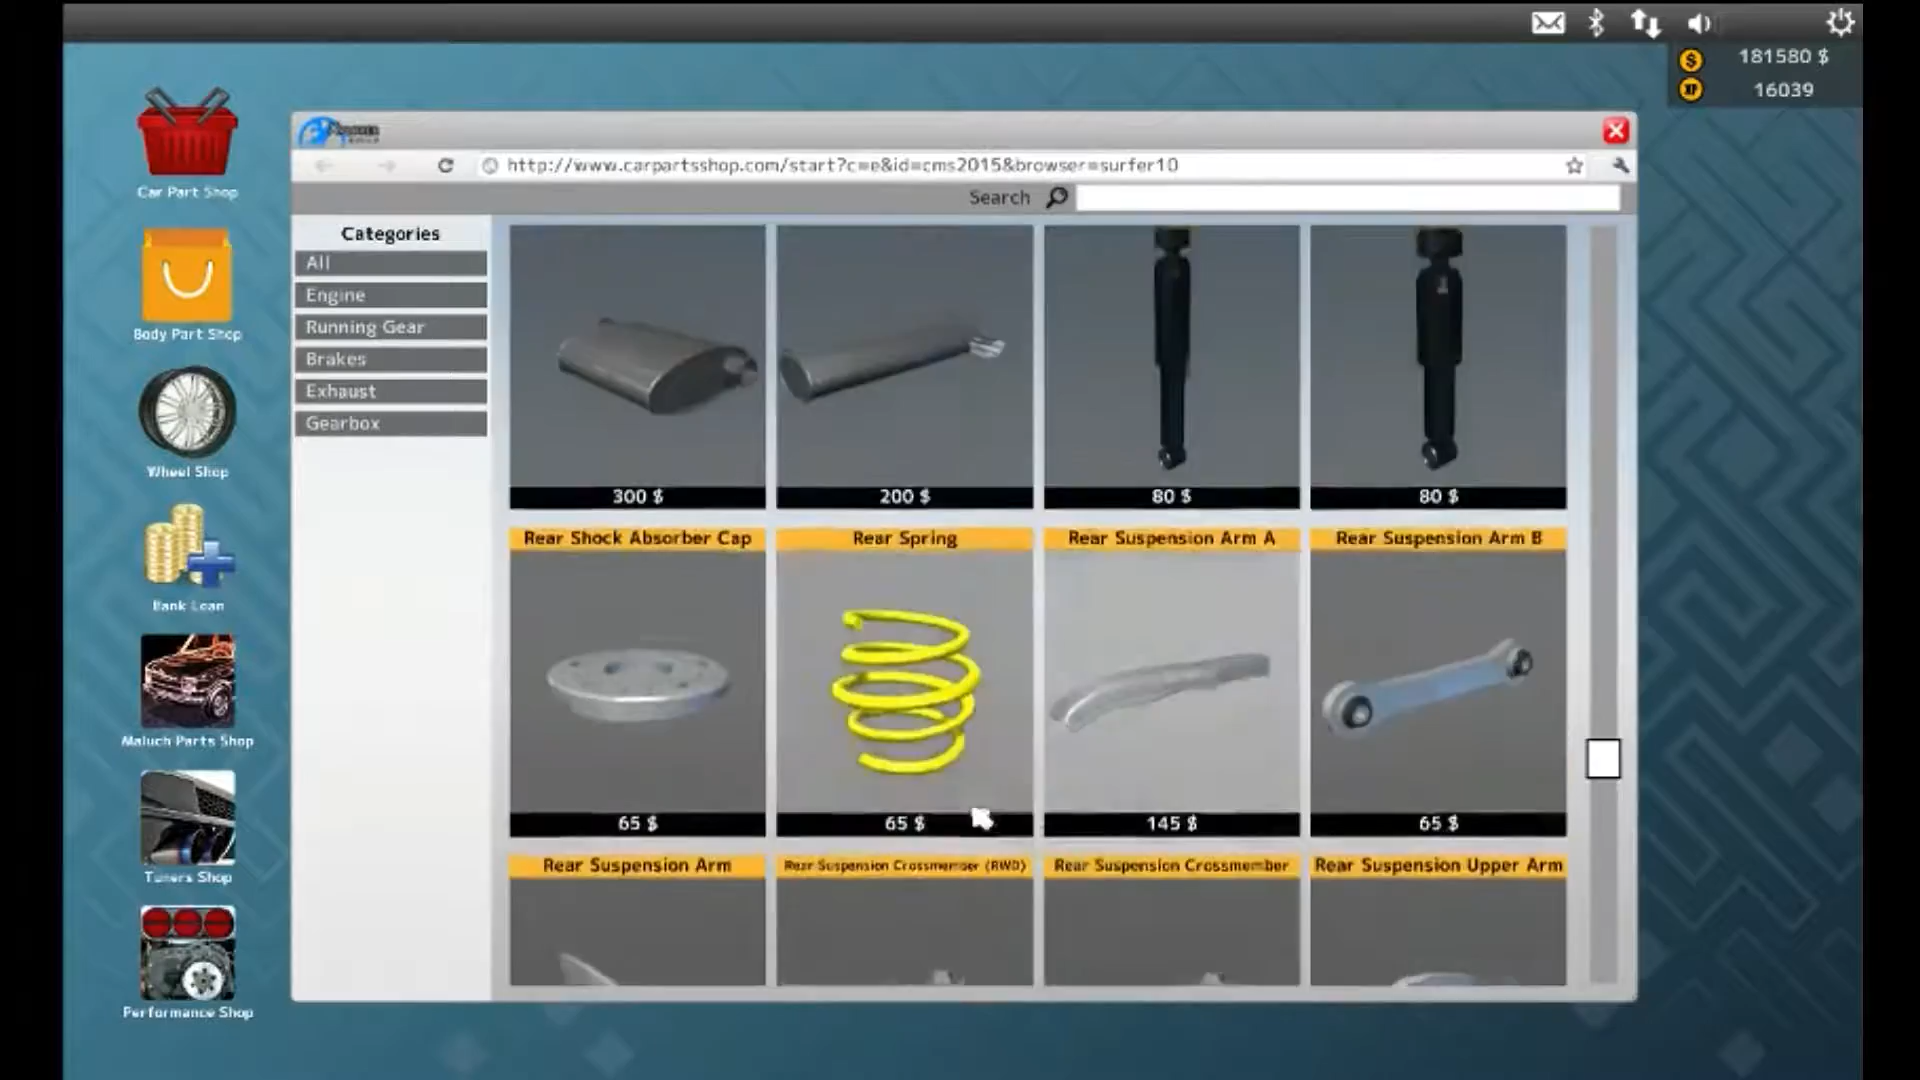 181580 $
16039
Car Part Shop
Body Part Shop
Wheel Shop
Bank Loan
Maluch Parts Shop
Tuners Shop
Performance Shop
http://www.carpartsshop.com/start?c=e&id=cms2015&browser=surfer10
Search
Categories
All
Engine
Running Gear
Brakes
Exhaust
Gearbox
300 $
200 $
80 $
80 $
Rear Shock Absorber Cap
Rear Spring
Rear Suspension Arm A
Rear Suspension Arm B
65 $
65 $
145 $
65 $
Rear Suspension Arm
Rear Suspension Crossmember (RWD)
Rear Suspension Crossmember
Rear Suspension Upper Arm